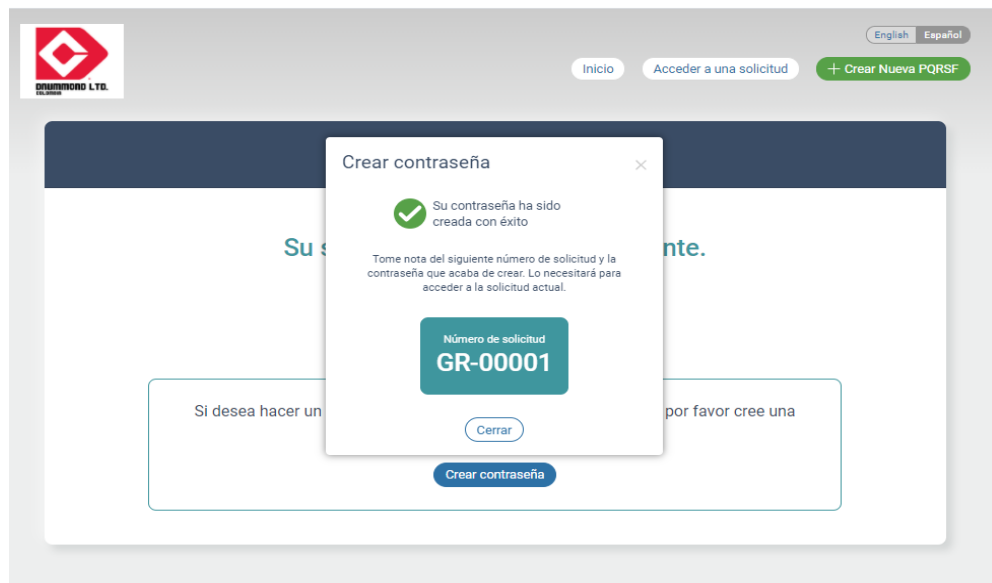 English Español
DRUMMOND LTD.
COLOMBIA
Inicio Acceder a una solicitud + Crear Nueva PQRSF
Crear contraseña
Su contraseña ha sido
creada con éxito
Su s nte.
Tome nota del siguiente número de solicitud y la
contraseña que acaba de crear. Lo necesitará para
acceder a la solicitud actual.
Número de solicitud
GR-00001
Si desea hacer un por favor cree una
Cerrar
Crear contraseña